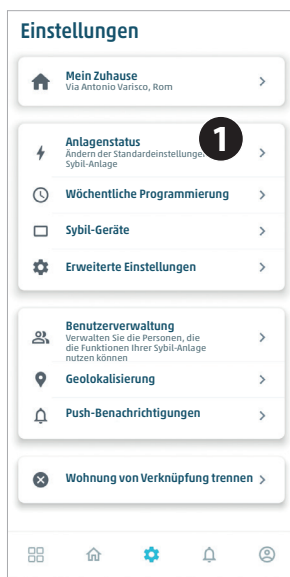 Einstellungen
Mein Zuhause
Via Antonio Varisco, Rom
1
Anlagenstatus
Ändern der Standardeinstellungen
Sybil-Anlage
Wöchentliche Programmierung
Sybil-Geräte
Erweiterte Einstellungen
Benutzerverwaltung
Verwalten Sie die Personen, die
die Funktionen Ihrer Sybil-Anlage
nutzen können
Geolokalisierung
Push-Benachrichtigungen
Wohnung von Verknüpfung trennen